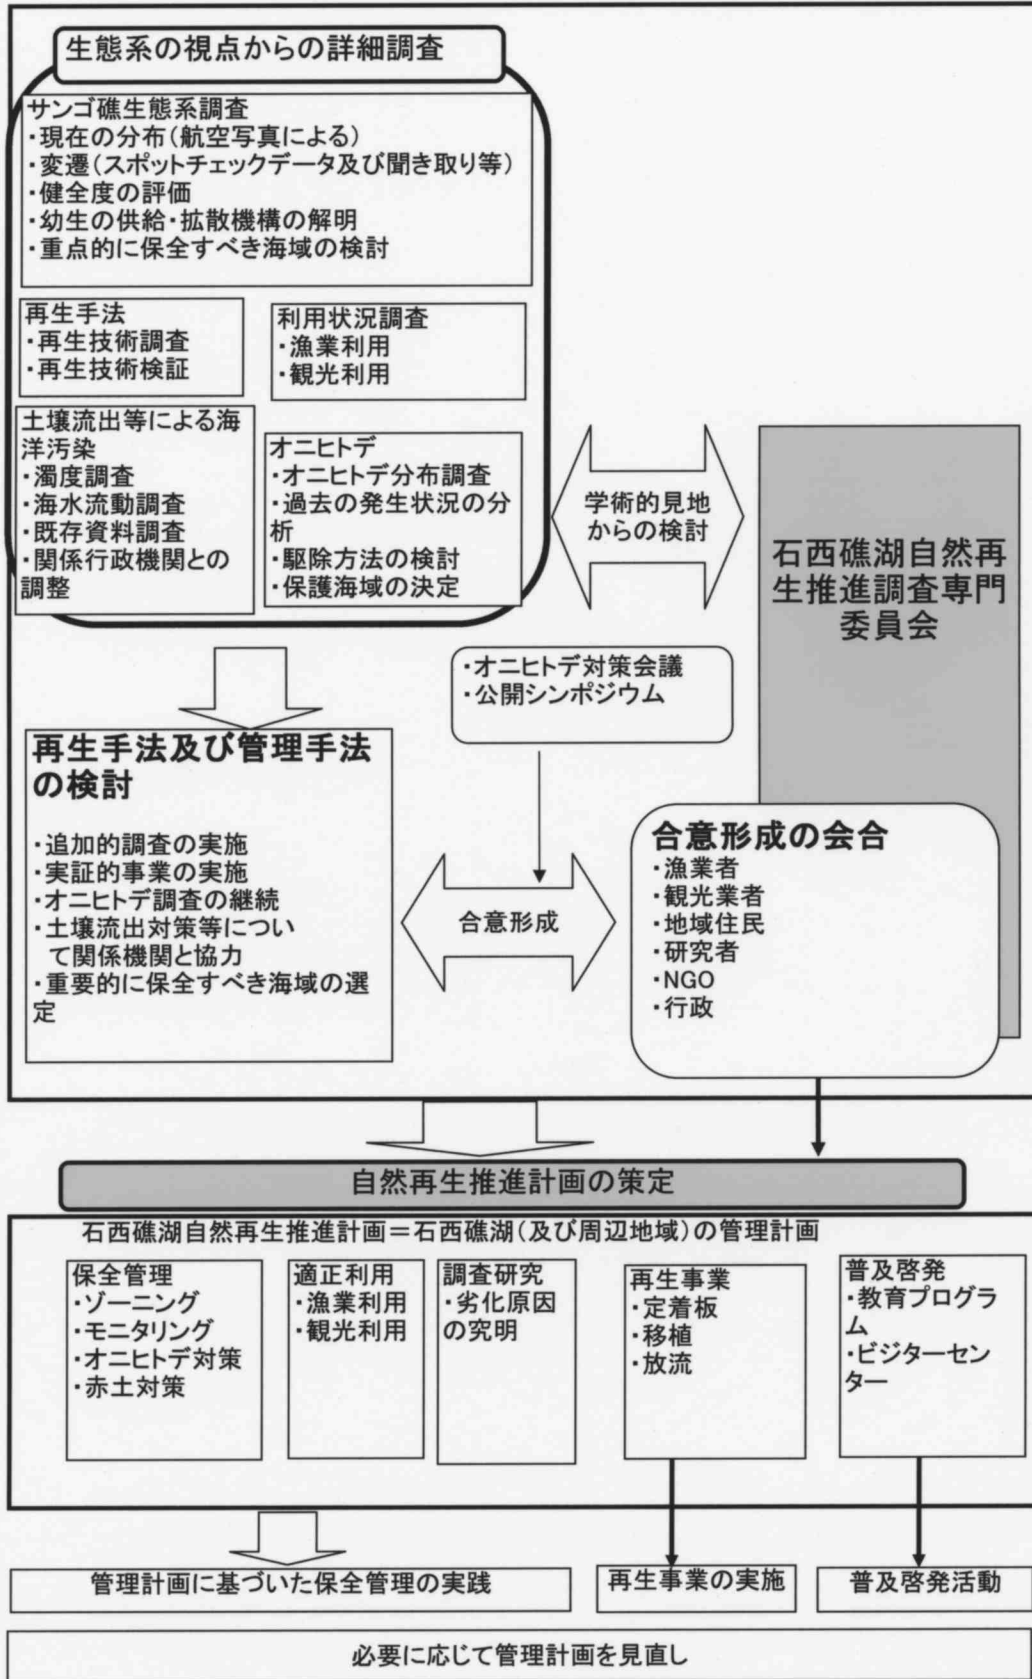 生態系の視点からの詳細調査
サンゴ礁生態系調査
・現在の分布(航空写真による)
・変遷(スポットチェックデータ及び聞き取り等)
・健全度の評価
・幼生の供給・拡散機構の解明
・重点的に保全すべき海域の検討
再生手法
・再生技術調査
・再生技術検証
利用状況調査
・漁業利用
・観光利用
土壌流出等による海
洋汚染
・濁度調査
・海水流動調査
・既存資料調査
・関係行政機関との
調整
オニヒトデ
・オニヒトデ分布調査
・過去の発生状況の分
析
・駆除方法の検討
・保護海域の決定
学術的見地
からの検討
石西礁湖自然再
生推進調査専門
委員会
・オニヒトデ対策会議
・公開シンポジウム
再生手法及び管理手法
の検討
・追加的調査の実施
・実証的事業の実施
・オニヒトデ調査の継続
・土壌流出対策等につい
て関係機関と協力
・重要的に保全すべき海域の選
定
合意形成
合意形成の会合
・漁業者
・観光業者
・地域住民
・研究者
・NGO
・行政
自然再生推進計画の策定
石西礁湖自然再生推進計画=石西礁湖(及び周辺地域)の管理計画
保全管理
・ゾーニング
・モニタリング
・オニヒトデ対策
・赤土対策
適正利用
・漁業利用
・観光利用
調査研究
・劣化原因
の究明
再生事業
・定着板
・移植
・放流
普及啓発
・教育プログラ
ム
・ビジターセン
ター
管理計画に基づいた保全管理の実践
再生事業の実施
普及啓発活動
必要に応じて管理計画を見直し